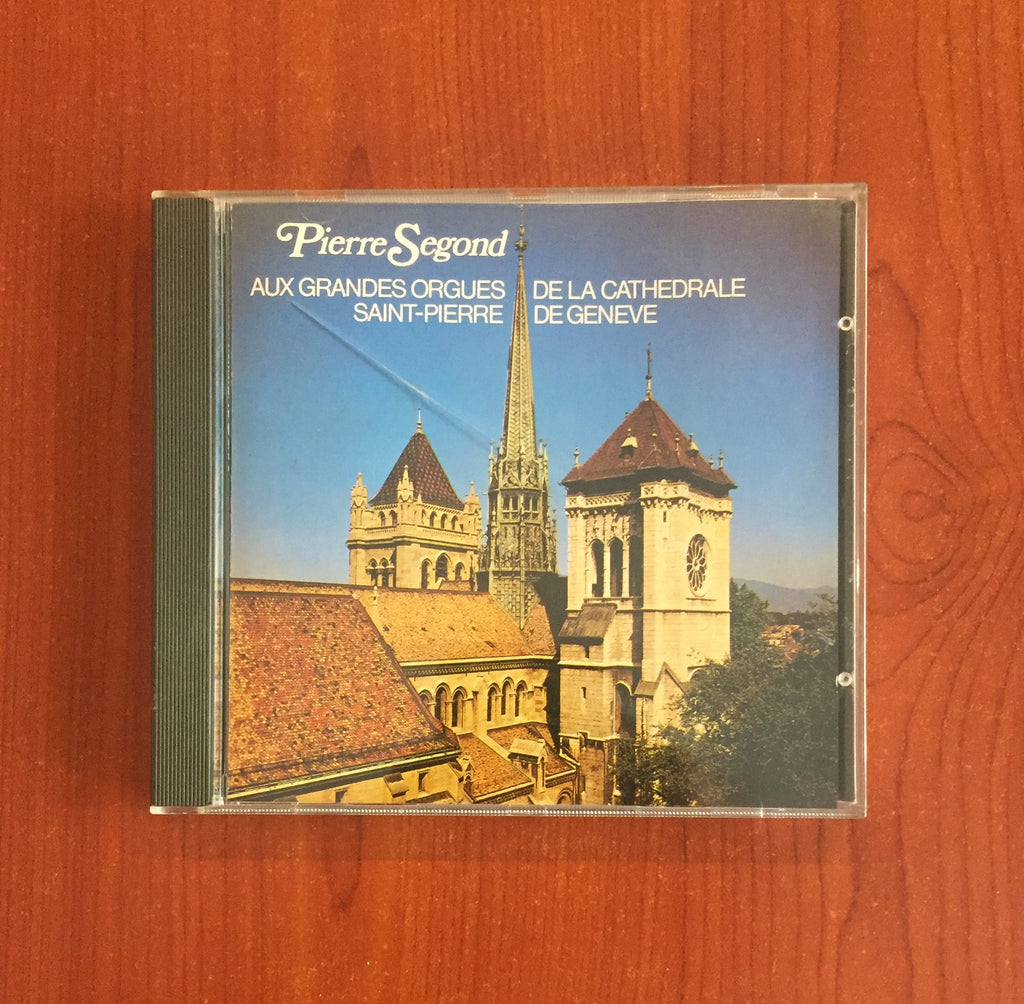 Pierre Segond
AUX GRANDES ORGUES DE LA CATHEDRALE
SAINT-PIERRE DE GENEVE